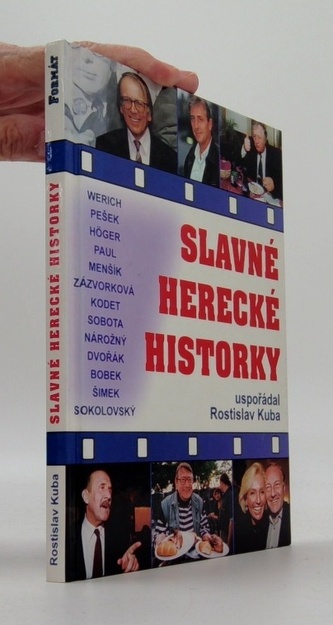 FORMÁT
SLAVNÉ HERECKÉ HISTORKY
Rostislav Kuba
WERICH
PEŠEK
HÖGER
PAUL
MENŠÍK
ZÁZVORKOVÁ
KODET
SOBOTA
NÁROŽNÝ
DVOŘÁK
BOBEK
ŠIMEK
SOKOLOVSKÝ
SLAVNÉ
HERECKÉ
HISTORKY
uspořádal
Rostislav Kuba